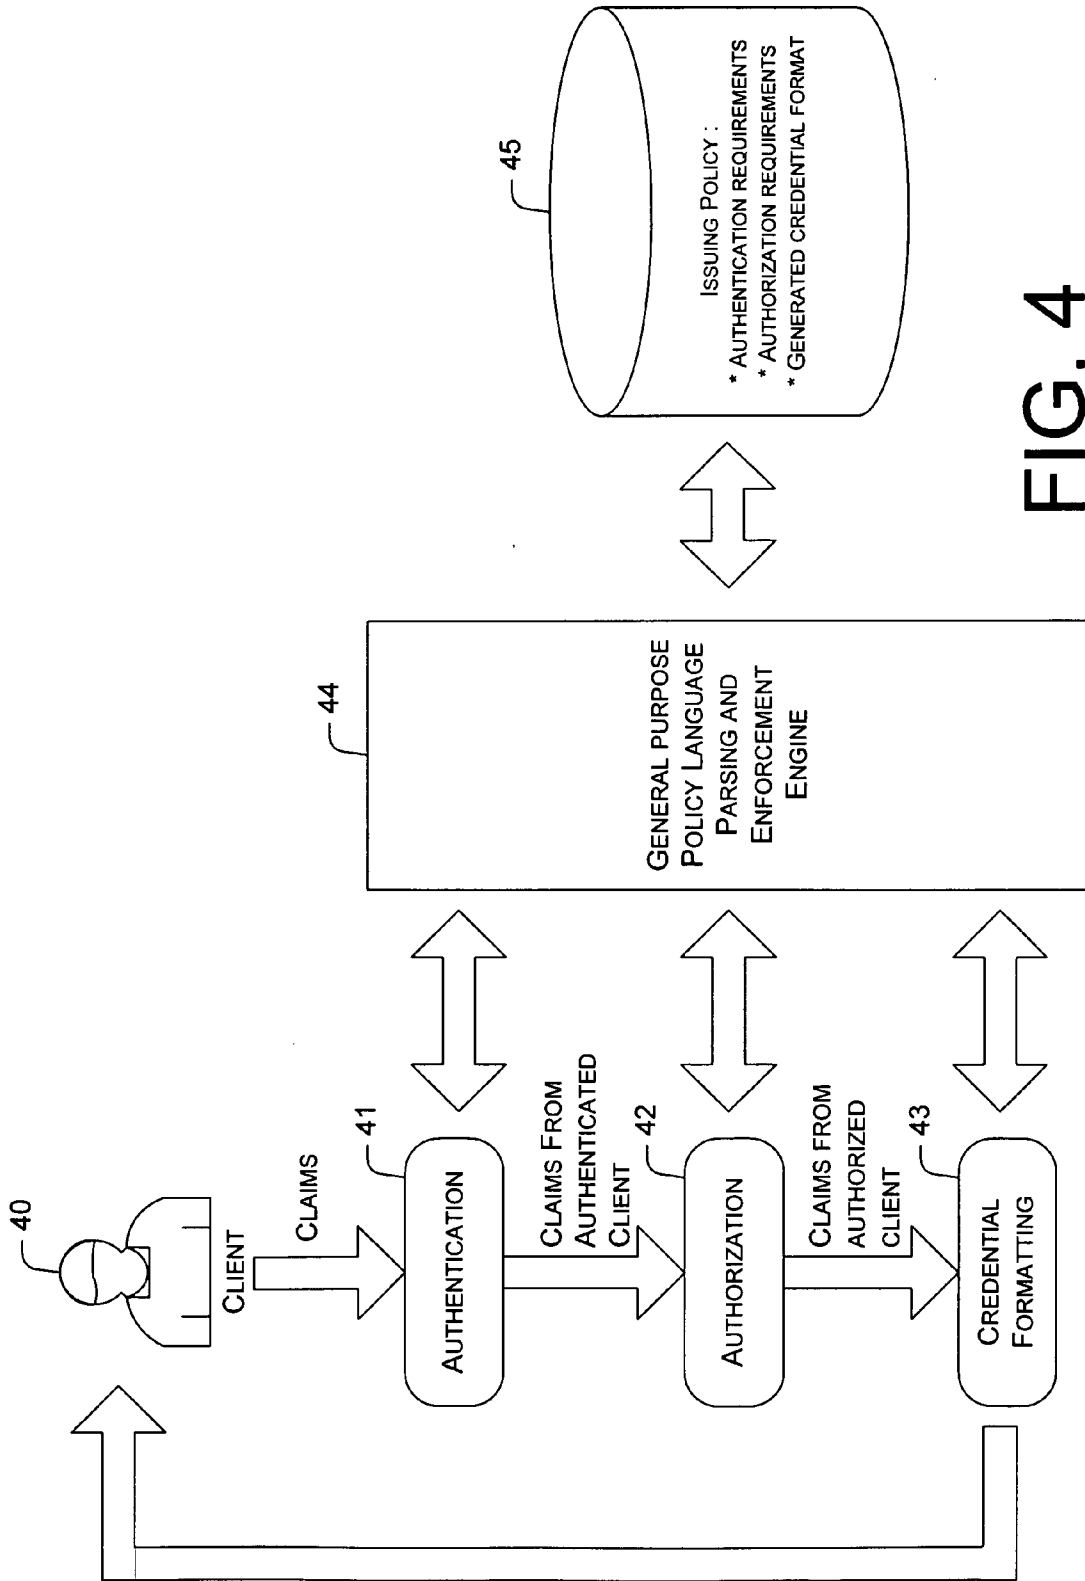 40
CLIENT
CLAIMS
41
AUTHENTICATION
CLAIMS FROM
AUTHENTICATED
CLIENT
42
AUTHORIZATION
CLAIMS FROM
AUTHORIZED
CLIENT
43
CREDENTIAL
FORMATTING
44
GENERAL PURPOSE
POLICY LANGUAGE
PARSING AND
ENFORCEMENT
ENGINE
45
ISSUING POLICY :
* AUTHENTICATION REQUIREMENTS
* AUTHORIZATION REQUIREMENTS
* GENERATED CREDENTIAL FORMAT
FIG. 4